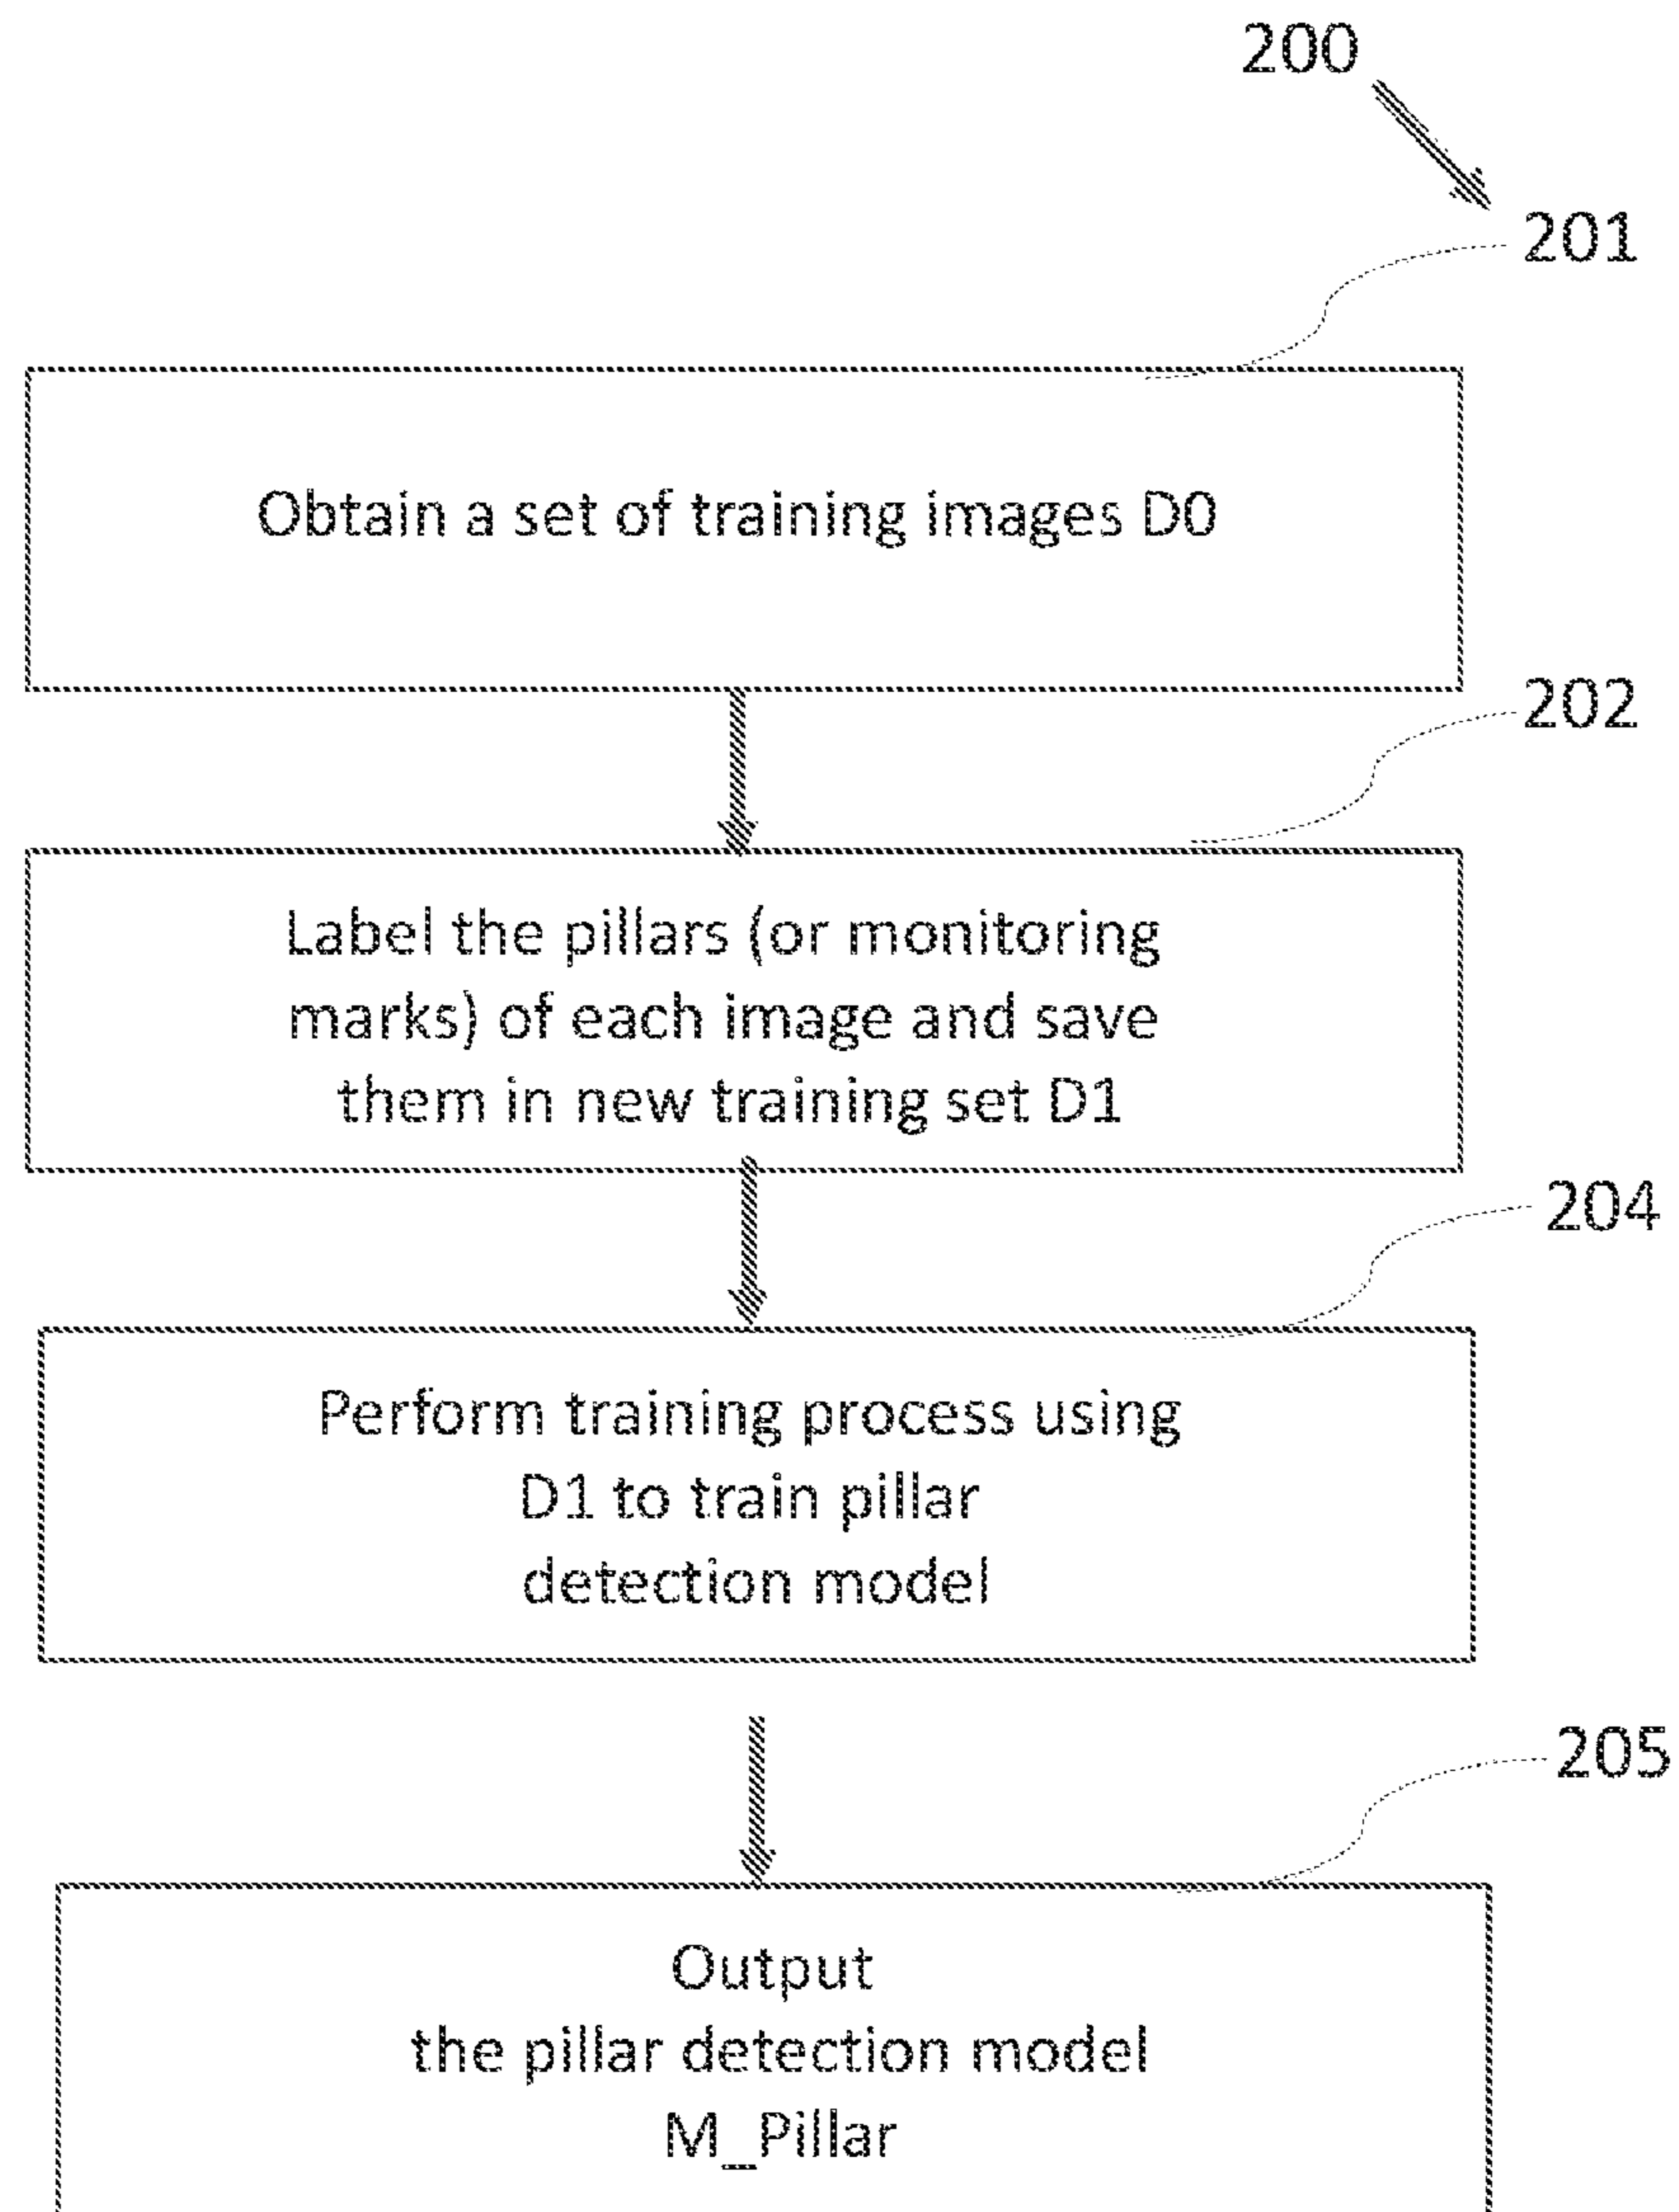 200
201
Obtain a set of training images D0
202
Label the pillars (or monitoring
marks) of each image and save
them in new training set D1
204
Perform training process using
D1 to train pillar
detection model
205
Output
the pillar detection model
M_Pillar